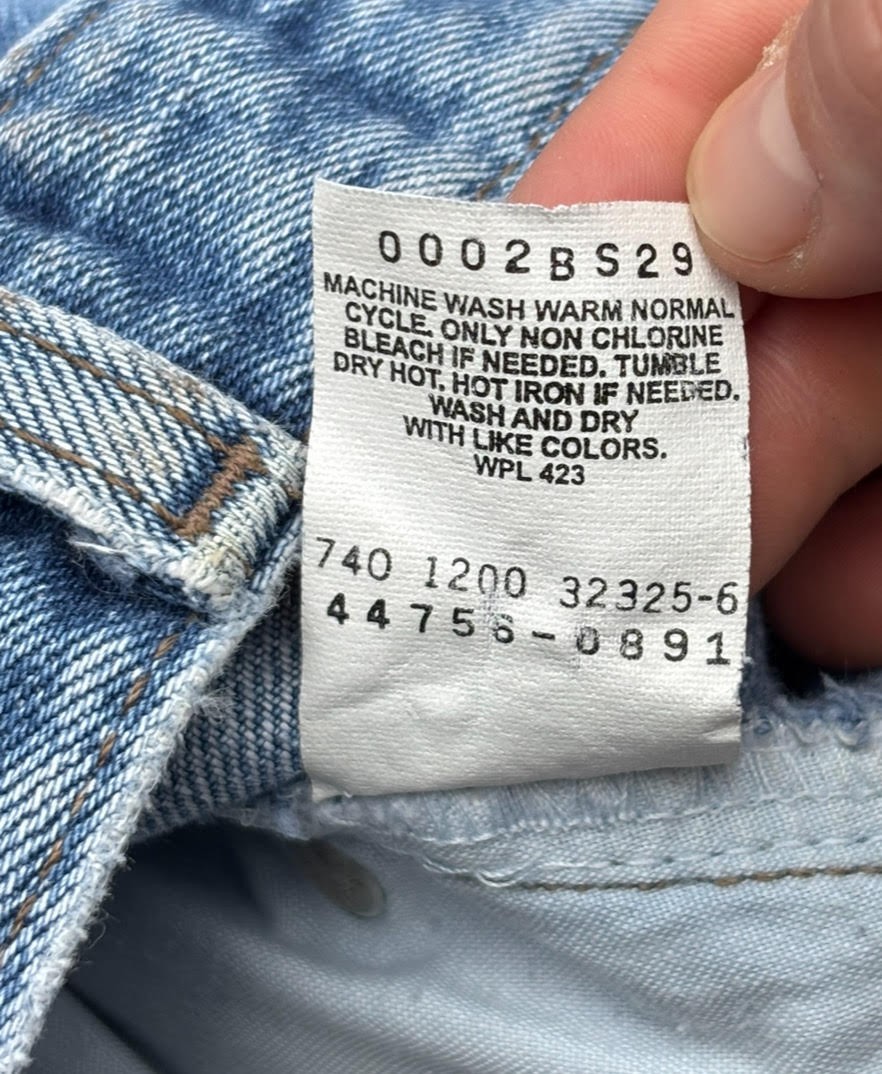 0002BS29
MACHINE WASH WARM NORMAL
CYCLE. ONLY NON CHLORINE
BLEACH IF NEEDED. TUMBLE
DRY HOT. HOT IRON IF NEEDED.
WASH AND DRY
WITH LIKE COLORS.
WPL 423
740 1200 32325-6
44756-0891